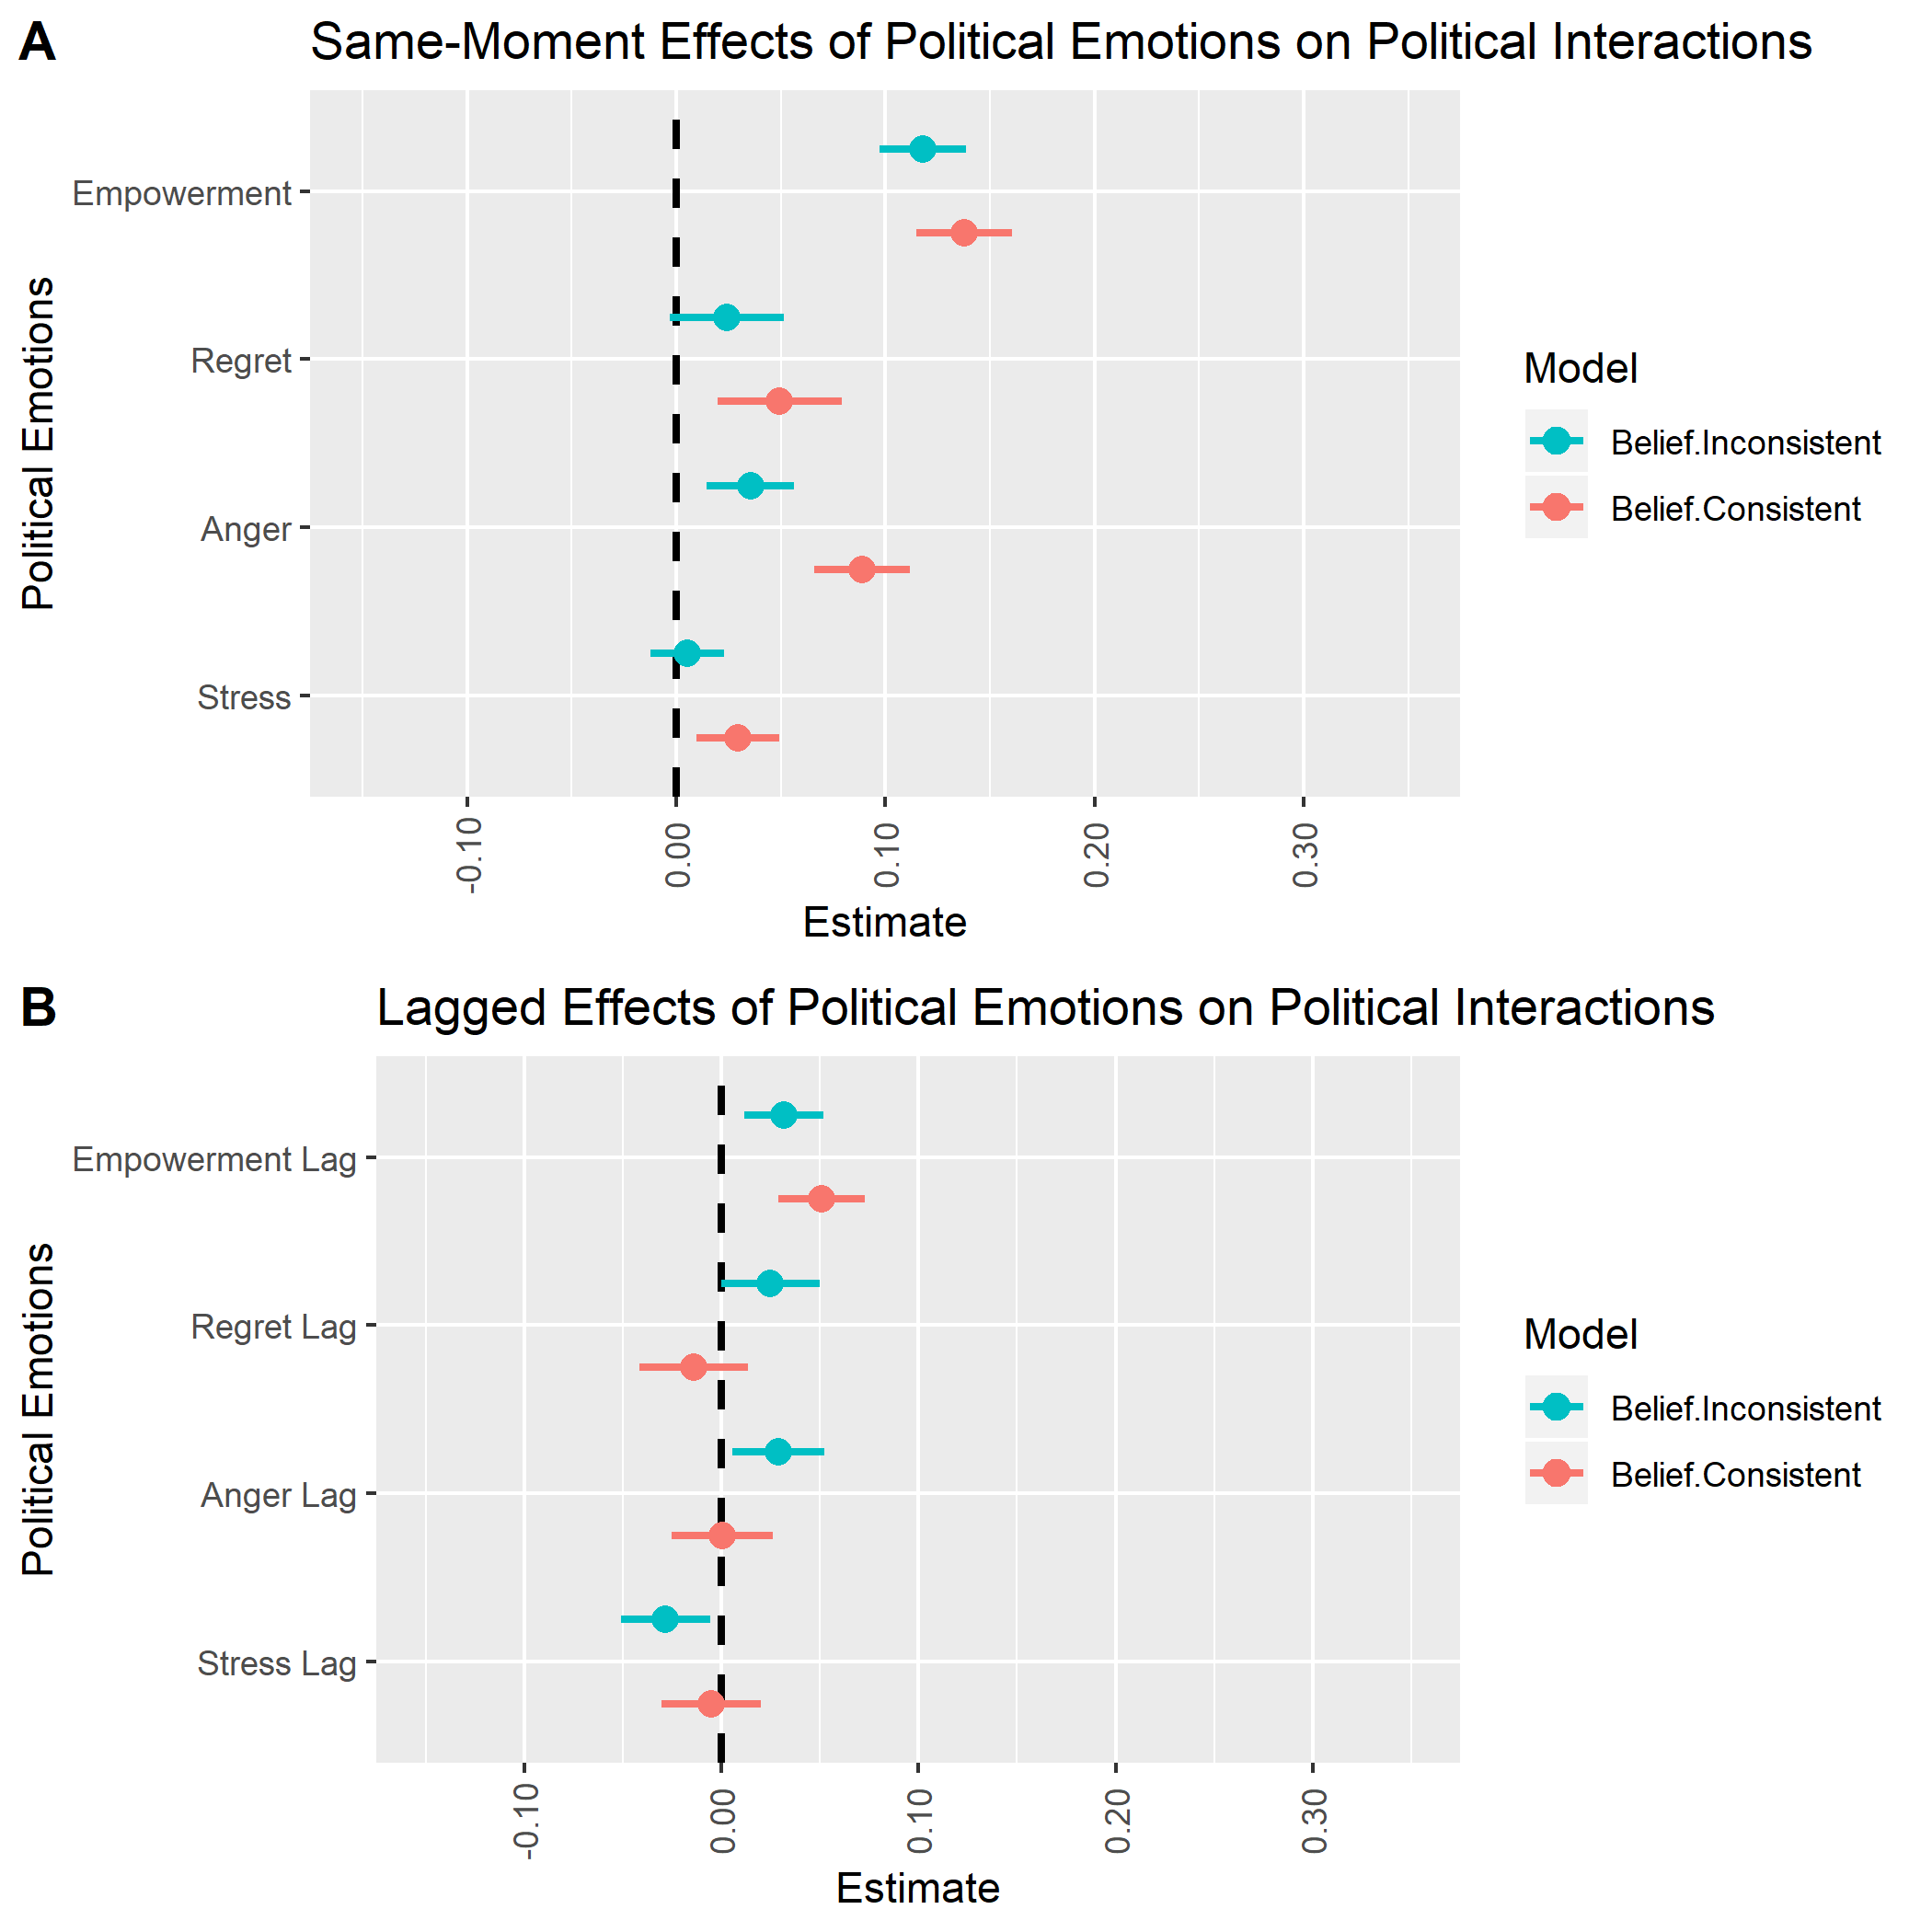 A
Same-Moment Effects of Political Emotions on Political Interactions
Political Emotions
Empowerment
Regret
Anger
Stress
-0.10
0.00
0.10
0.20
0.30
Estimate
Model
Belief.Inconsistent
Belief.Consistent
B
Lagged Effects of Political Emotions on Political Interactions
Political Emotions
Empowerment Lag
Regret Lag
Anger Lag
Stress Lag
-0.10
0.00
0.10
0.20
0.30
Estimate
Model
Belief.Inconsistent
Belief.Consistent